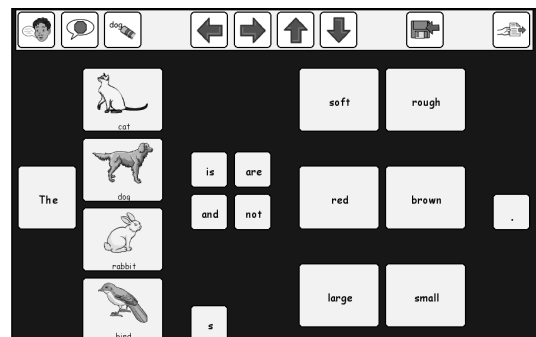 dog
soft rough
cat
is are
The
dog
red brown
and not
.
rabbit
large small
s
bird